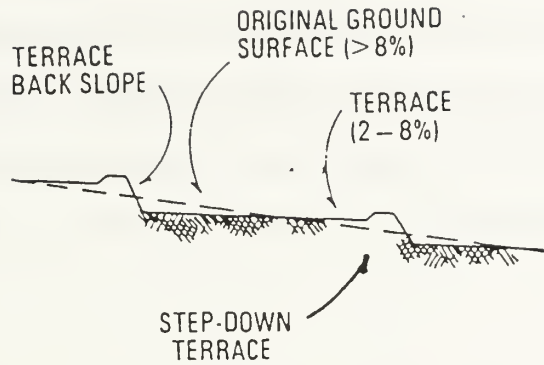 TERRACE
BACK SLOPE
ORIGINAL GROUND
SURFACE (>8%)
TERRACE
(2–8%)
STEP-DOWN
TERRACE